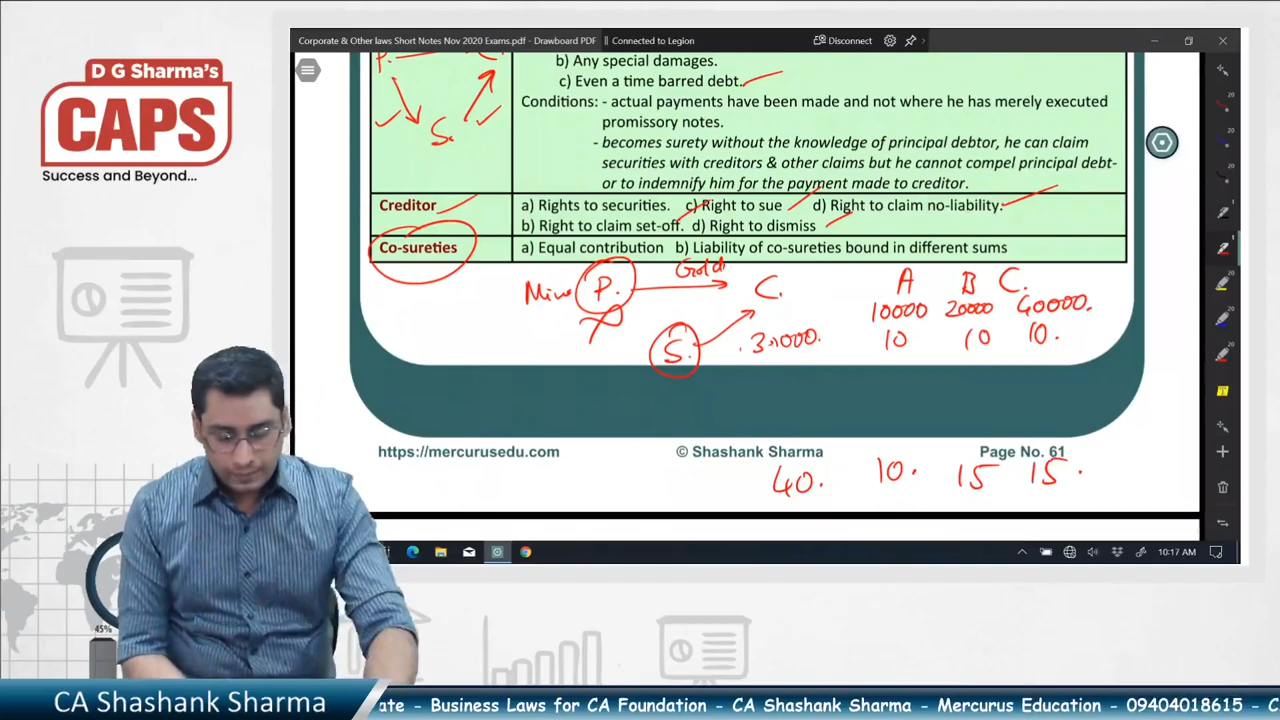 D G SHARMA's
CAPS
Success and Beyond...
Corporate & Other laws Short Notes Nov 2020 Exams.pdf - Drawboard PDF
Connected to Legion
Disconnect
b) Any special damages.
c) Even a time barred debt.
Conditions: - actual payments have been made and not where he has merely executed
promissory notes.
- becomes surety without the knowledge of principal debtor, he can claim
securities with creditors & other claims but he cannot compel principal debt-
or to indemnify him for the payment made to creditor.
P.
S.
Creditor
a) Rights to securities. c) Right to sue d) Right to claim no-liability.
b) Right to claim set-off. d) Right to dismiss
Co-sureties
a) Equal contribution b) Liability of co-sureties bound in different sums
P. Gold C. A B C.
10000 20000 40000.
S. 10 10 10.
https://mercurusedu.com © Shashank Sharma Page No. 61
40. 10. 15 15.
10:17 AM
45%
CA Shashank Sharma
ate - Business Laws for CA Foundation - CA Shashank Sharma - Mercurus Education - 09404018615 - C